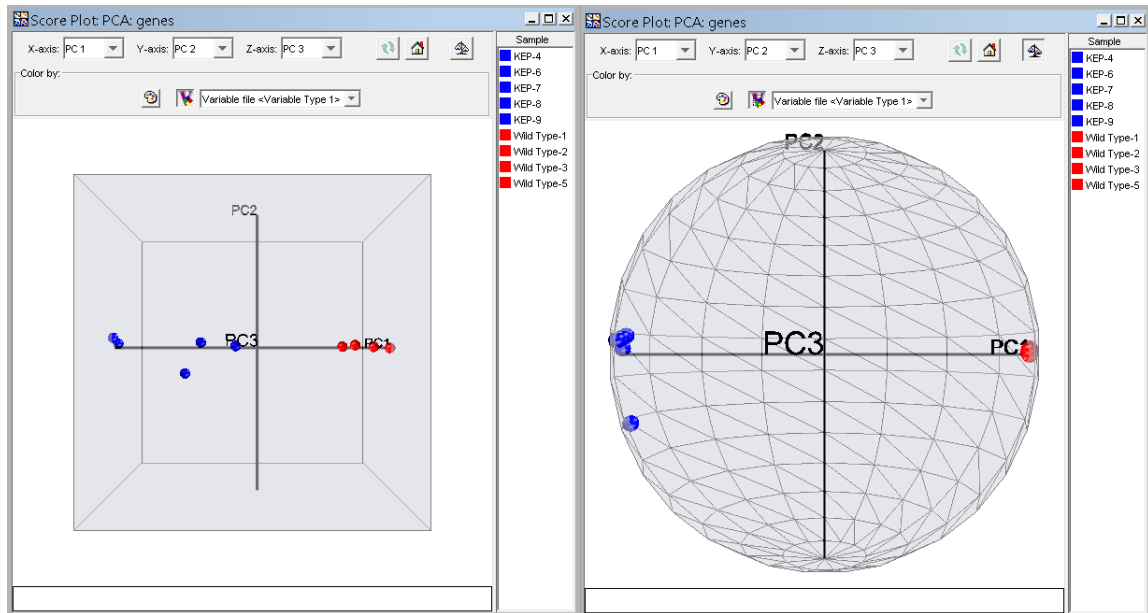 Score Plot: PCA: genes
X-axis: PC 1 Y-axis: PC 2 Z-axis: PC 3
Color by:
Variable file <Variable Type 1>
PC2
PC3
PC1
Sample
KEP-4
KEP-6
KEP-7
KEP-8
KEP-9
Wild Type-1
Wild Type-2
Wild Type-3
Wild Type-5
Score Plot: PCA: genes
X-axis: PC 1 Y-axis: PC 2 Z-axis: PC 3
Color by:
Variable file <Variable Type 1>
PC2
PC3
PC1
Sample
KEP-4
KEP-6
KEP-7
KEP-8
KEP-9
Wild Type-1
Wild Type-2
Wild Type-3
Wild Type-5